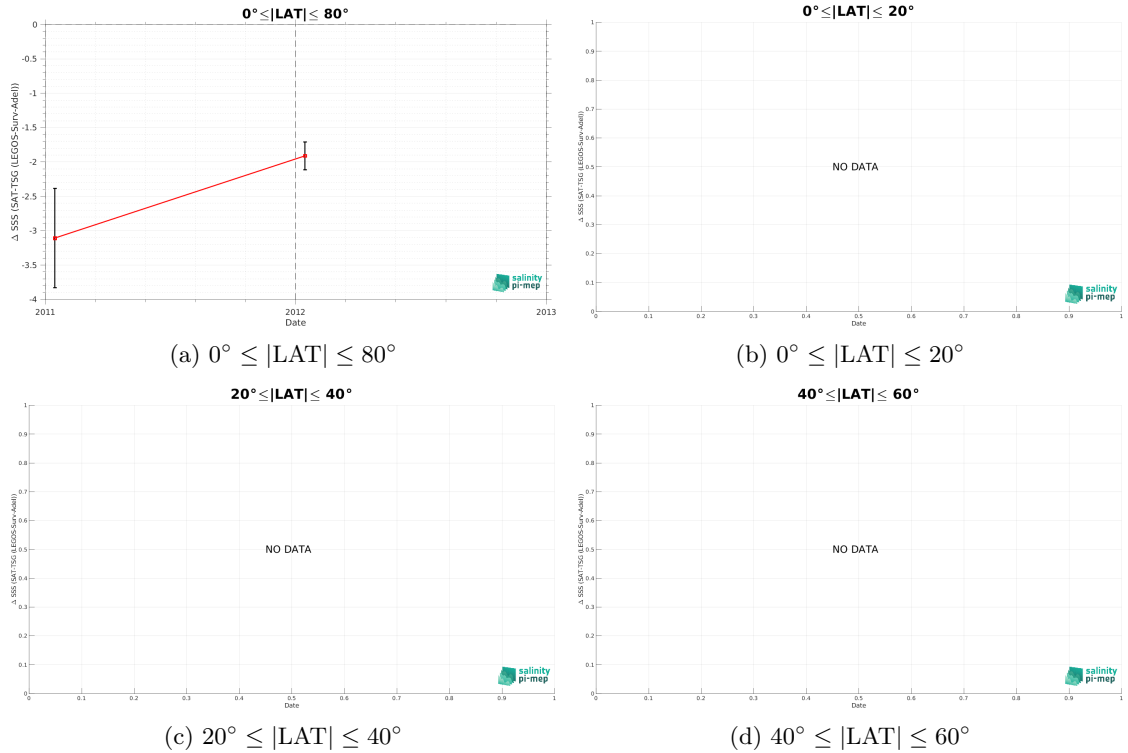 0°≤|LAT|≤ 80°
Δ SSS (SAT-TSG (LEGOS-Surv-Adel))
0
-0.5
-1
-1.5
-2
-2.5
-3
-3.5
-4
2011
2012
2013
Date
salinity
pi-mep
(a) 0° ≤ |LAT| ≤ 80°
0°≤|LAT|≤ 20°
Δ SSS (SAT-TSG (LEGOS-Surv-Adel))
1
0.9
0.8
0.7
0.6
0.5
0.4
0.3
0.2
0.1
0
NO DATA
0 0.1 0.2 0.3 0.4 0.5 0.6 0.7 0.8 0.9 1
Date
salinity
pi-mep
(b) 0° ≤ |LAT| ≤ 20°
20°≤|LAT|≤ 40°
Δ SSS (SAT-TSG (LEGOS-Surv-Adel))
1
0.9
0.8
0.7
0.6
0.5
0.4
0.3
0.2
0.1
0
NO DATA
0 0.1 0.2 0.3 0.4 0.5 0.6 0.7 0.8 0.9 1
Date
salinity
pi-mep
(c) 20° ≤ |LAT| ≤ 40°
40°≤|LAT|≤ 60°
Δ SSS (SAT-TSG (LEGOS-Surv-Adel))
1
0.9
0.8
0.7
0.6
0.5
0.4
0.3
0.2
0.1
0
NO DATA
0 0.1 0.2 0.3 0.4 0.5 0.6 0.7 0.8 0.9 1
Date
salinity
pi-mep
(d) 40° ≤ |LAT| ≤ 60°